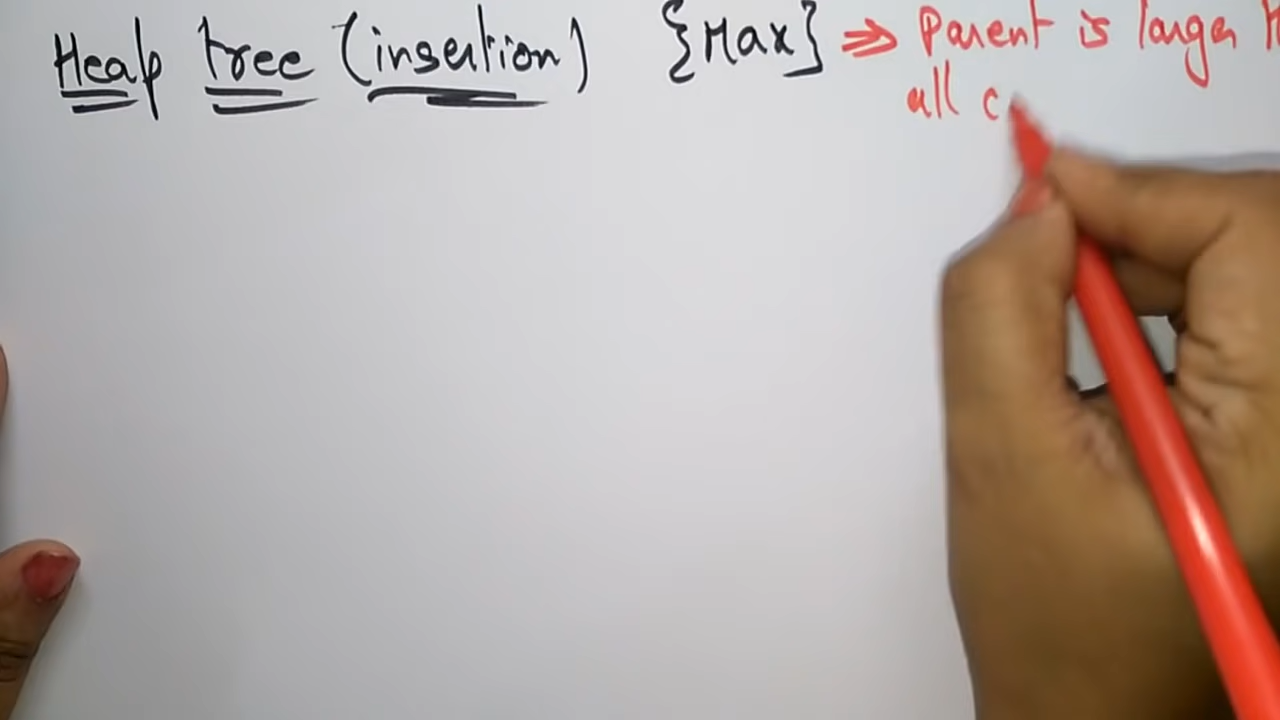 Heap tree (insertion) {Max} ⇒ Parent is larger
all c